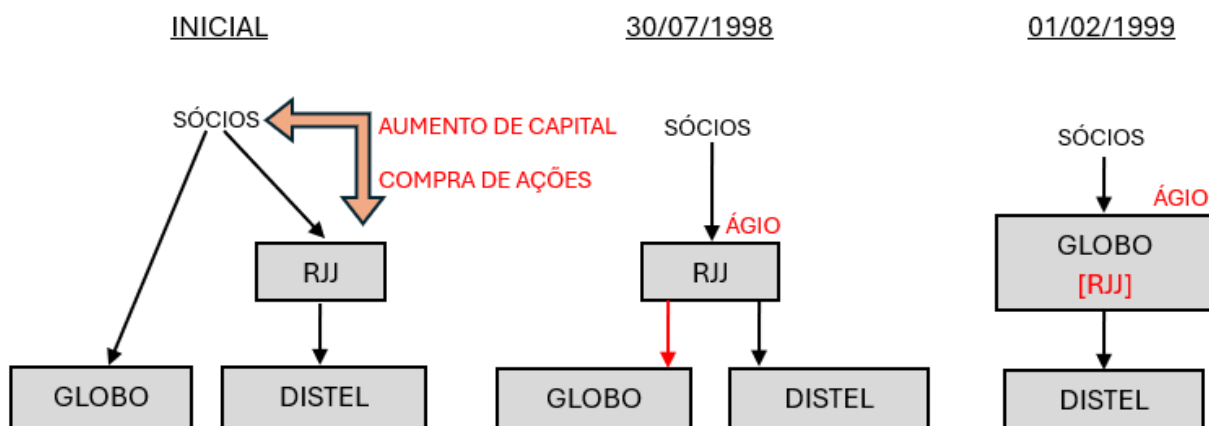 INICIAL
30/07/1998
01/02/1999
SÓCIOS
AUMENTO DE CAPITAL
COMPRA DE AÇÕES
SÓCIOS
SÓCIOS
ÁGIO
ÁGIO
RJJ
RJJ
GLOBO
[RJJ]
GLOBO
DISTEL
GLOBO
DISTEL
DISTEL